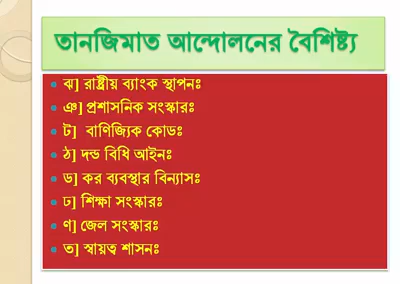 তানজিমাত আন্দোলনের বৈশিষ্ট্য
ঝ] রাষ্ট্রীয় ব্যাংক স্থাপনঃ
ঞ] প্রশাসনিক সংস্কারঃ
ট] বাণিজ্যিক কোডঃ
ঠ] দন্ড বিধি আইনঃ
ড] কর ব্যবস্থার বিন্যাসঃ
ঢ] শিক্ষা সংস্কারঃ
ণ] জেল সংস্কারঃ
ত] স্বায়ত্ব শাসনঃ